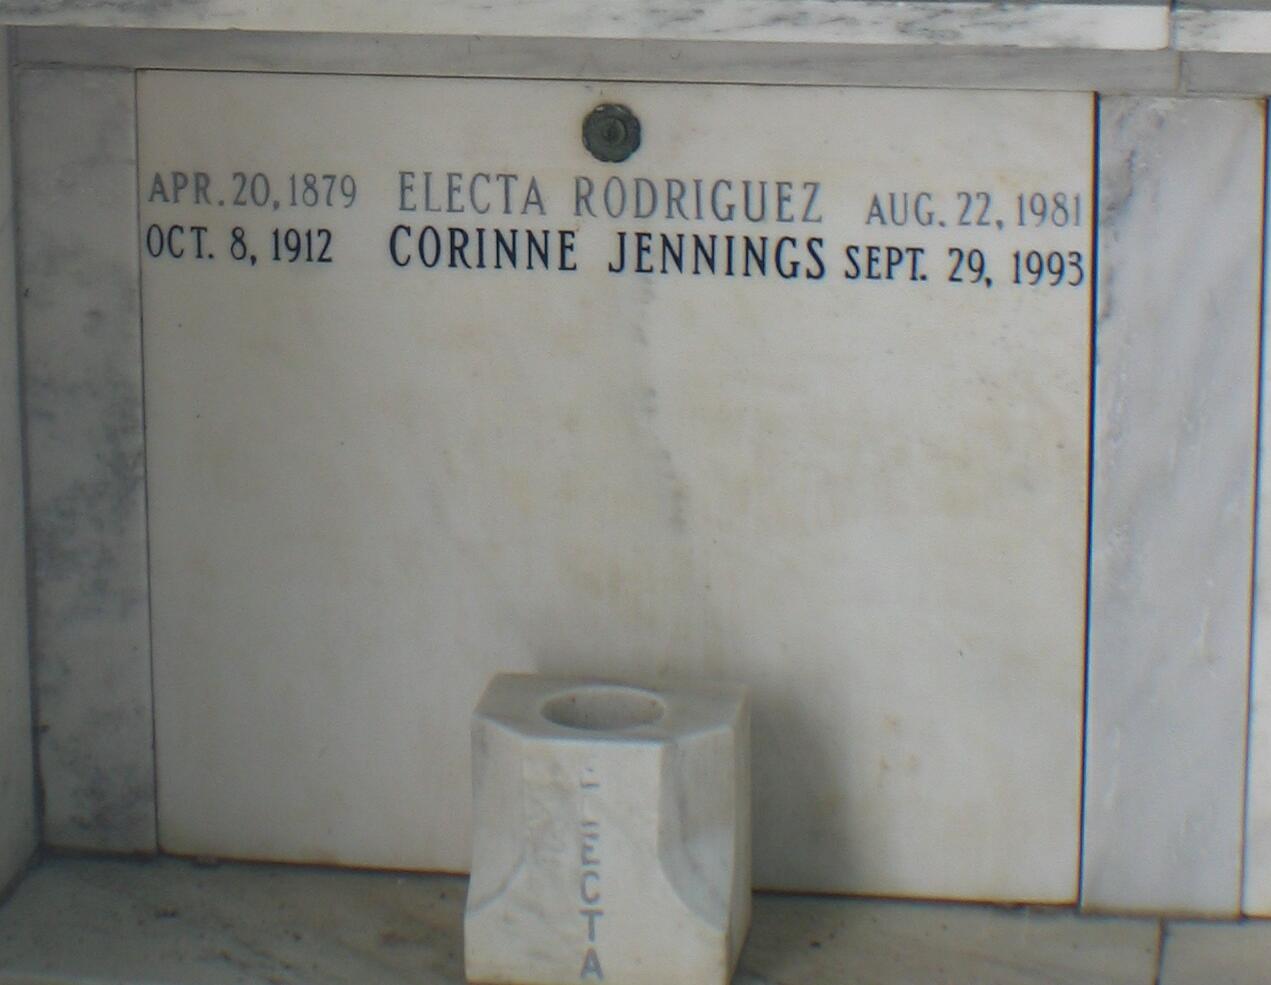 APR. 20, 1879 ELECTA RODRIGUEZ AUG. 22, 1981
OCT. 8, 1912 CORINNE JENNINGS SEPT. 29, 1993
ELECTA